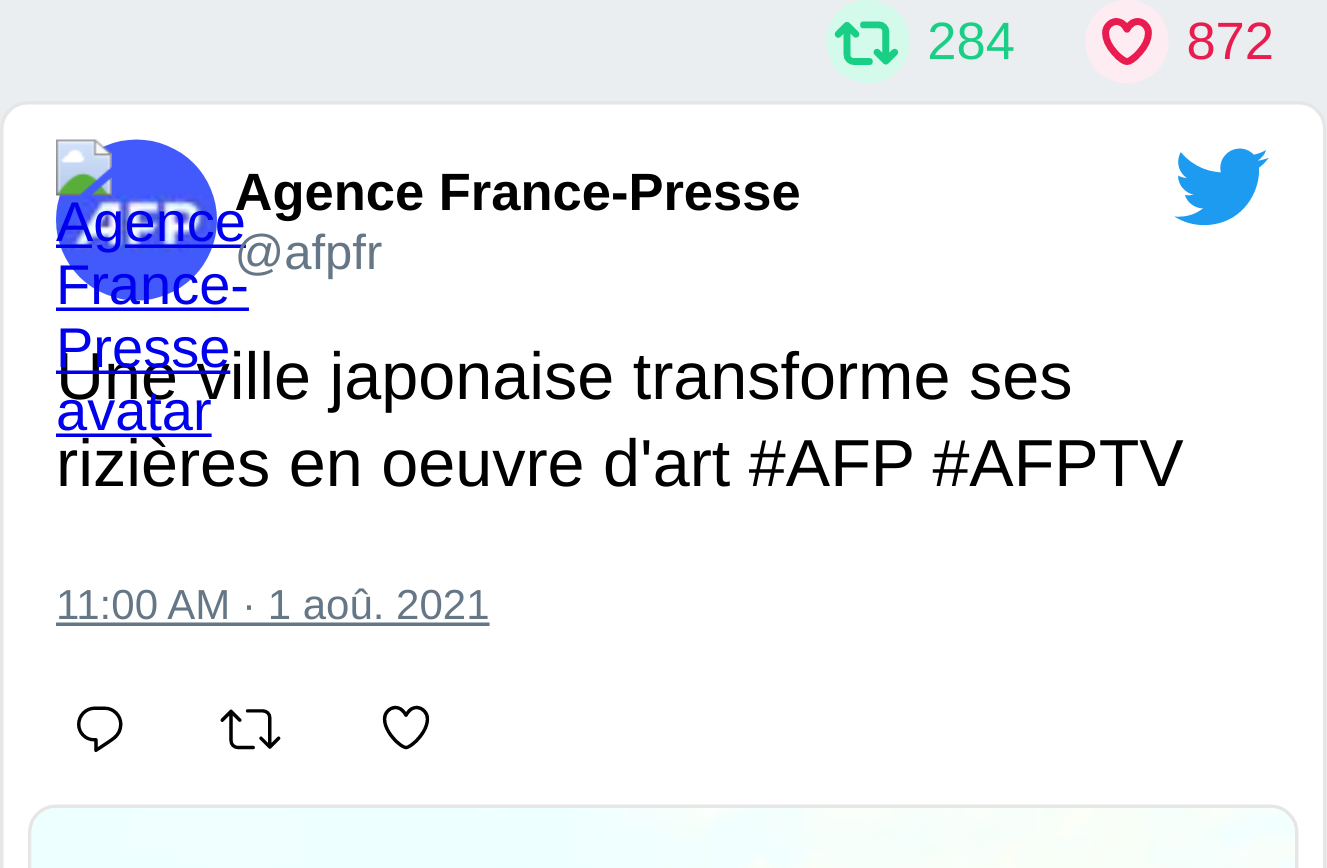 284 872
Agence France-Presse
@afpfr
AFP
Agence
France-
Presse
avatar
Une ville japonaise transforme ses
rizières en oeuvre d'art #AFP #AFPTV
11:00 AM · 1 aoû. 2021